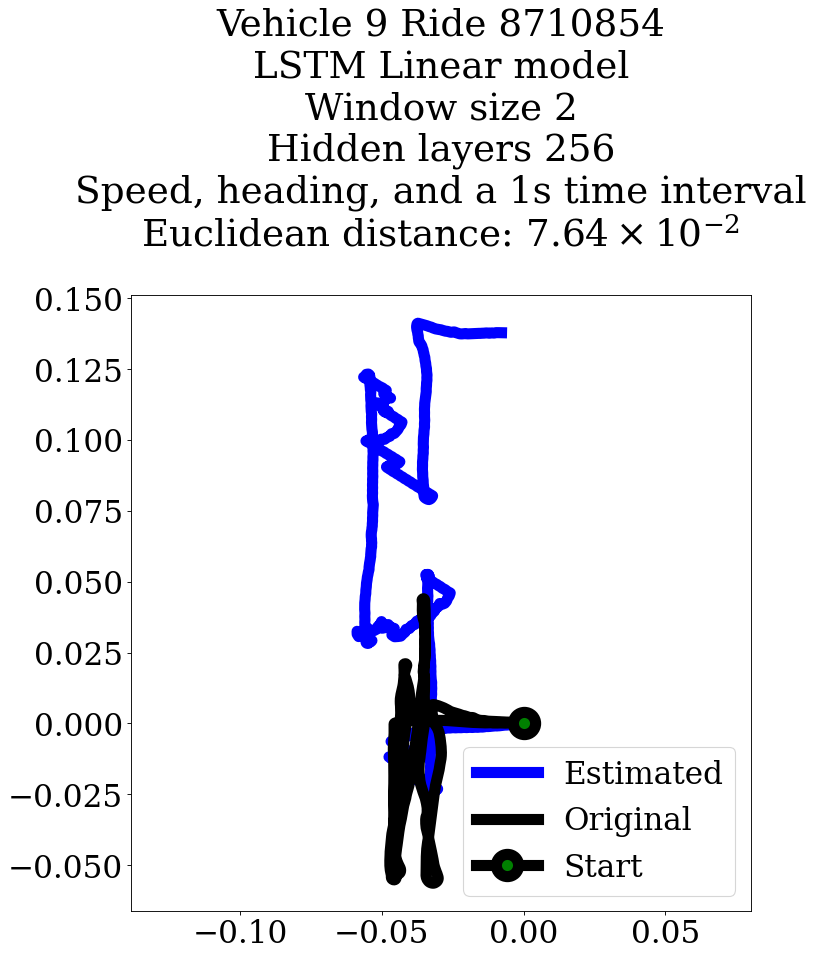 Vehicle 9 Ride 8710854
LSTM Linear model
Window size 2
Hidden layers 256
Speed, heading, and a 1s time interval
Euclidean distance: 7.64 × 10⁻²
0.150
0.125
0.100
0.075
0.050
0.025
0.000
−0.025
−0.050
Estimated
Original
Start
−0.10
−0.05
0.00
0.05